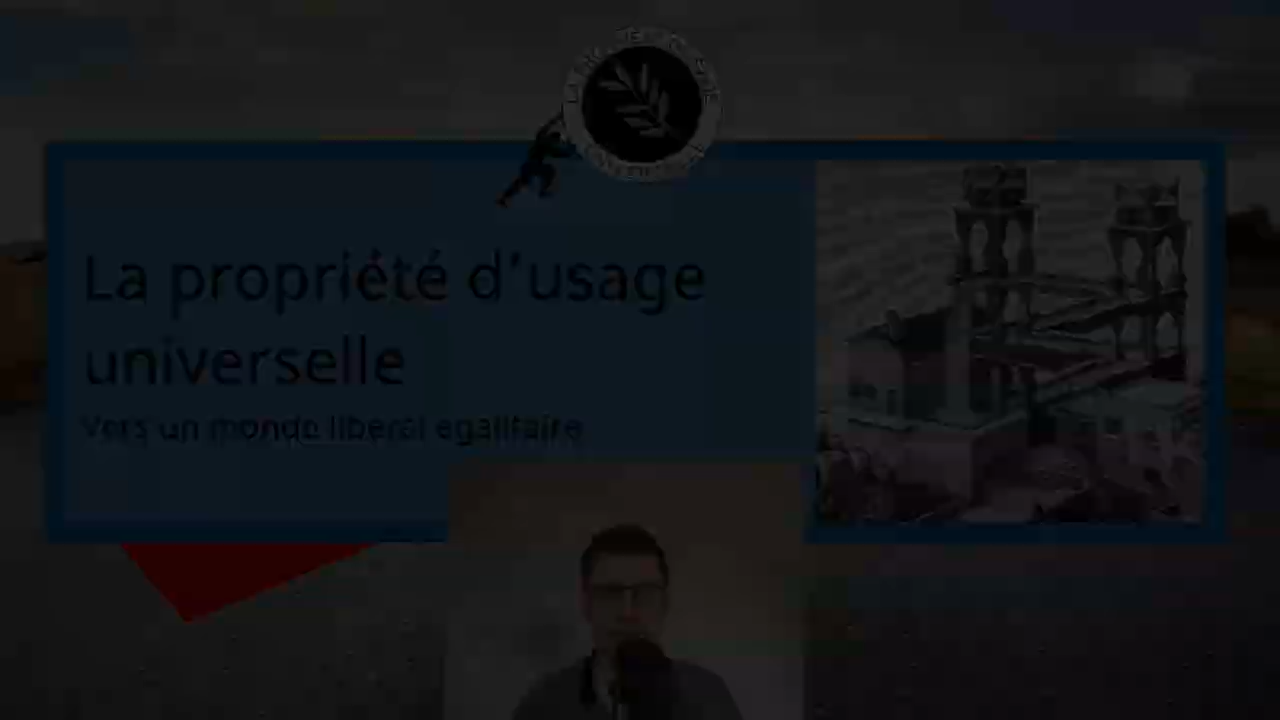 La propriété d'usage
universelle
Vers un monde libéral égalitaire